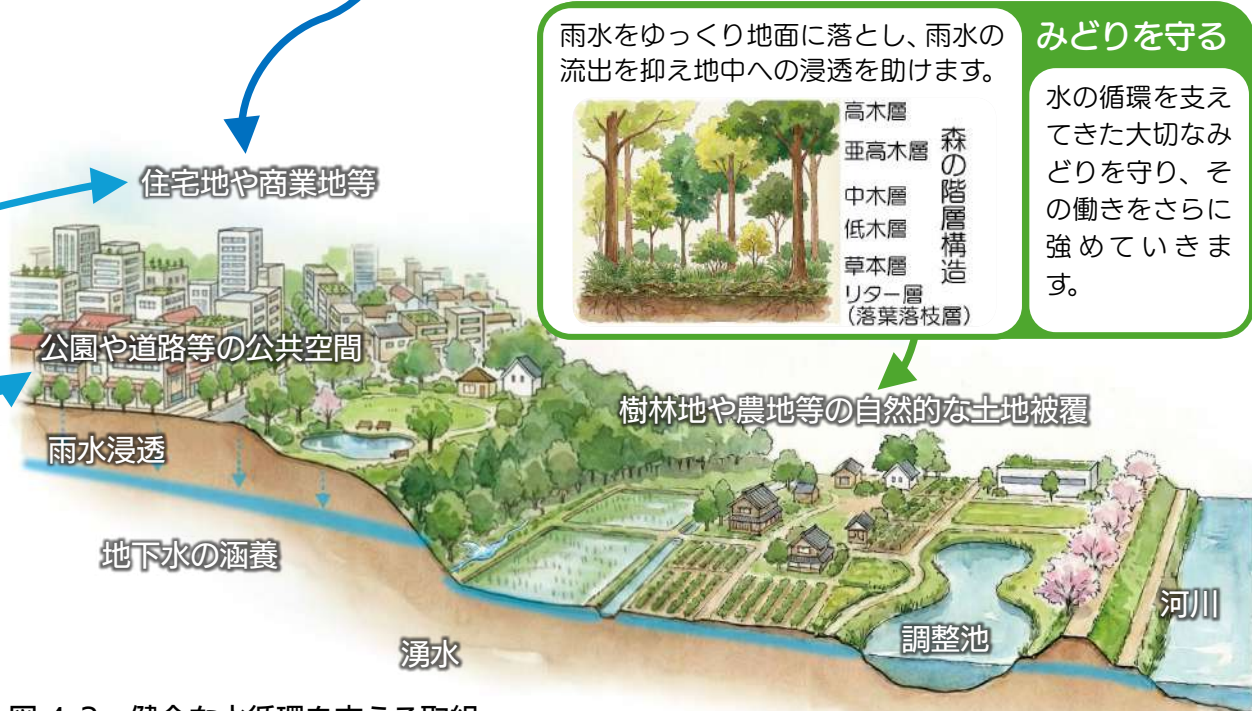 雨水をゆっくり地面に落とし、雨水の
流出を抑え地中への浸透を助けます。
高木層
亜高木層
中木層
低木層
草本層
リター層
(落葉落枝層)
森の階層構造
みどりを守る
水の循環を支え
てきた大切なみ
どりを守り、そ
の働きをさらに
強めていきま
す。
住宅地や商業地等
公園や道路等の公共空間
樹林地や農地等の自然的な土地被覆
雨水浸透
地下水の涵養
湧水
調整池
河川